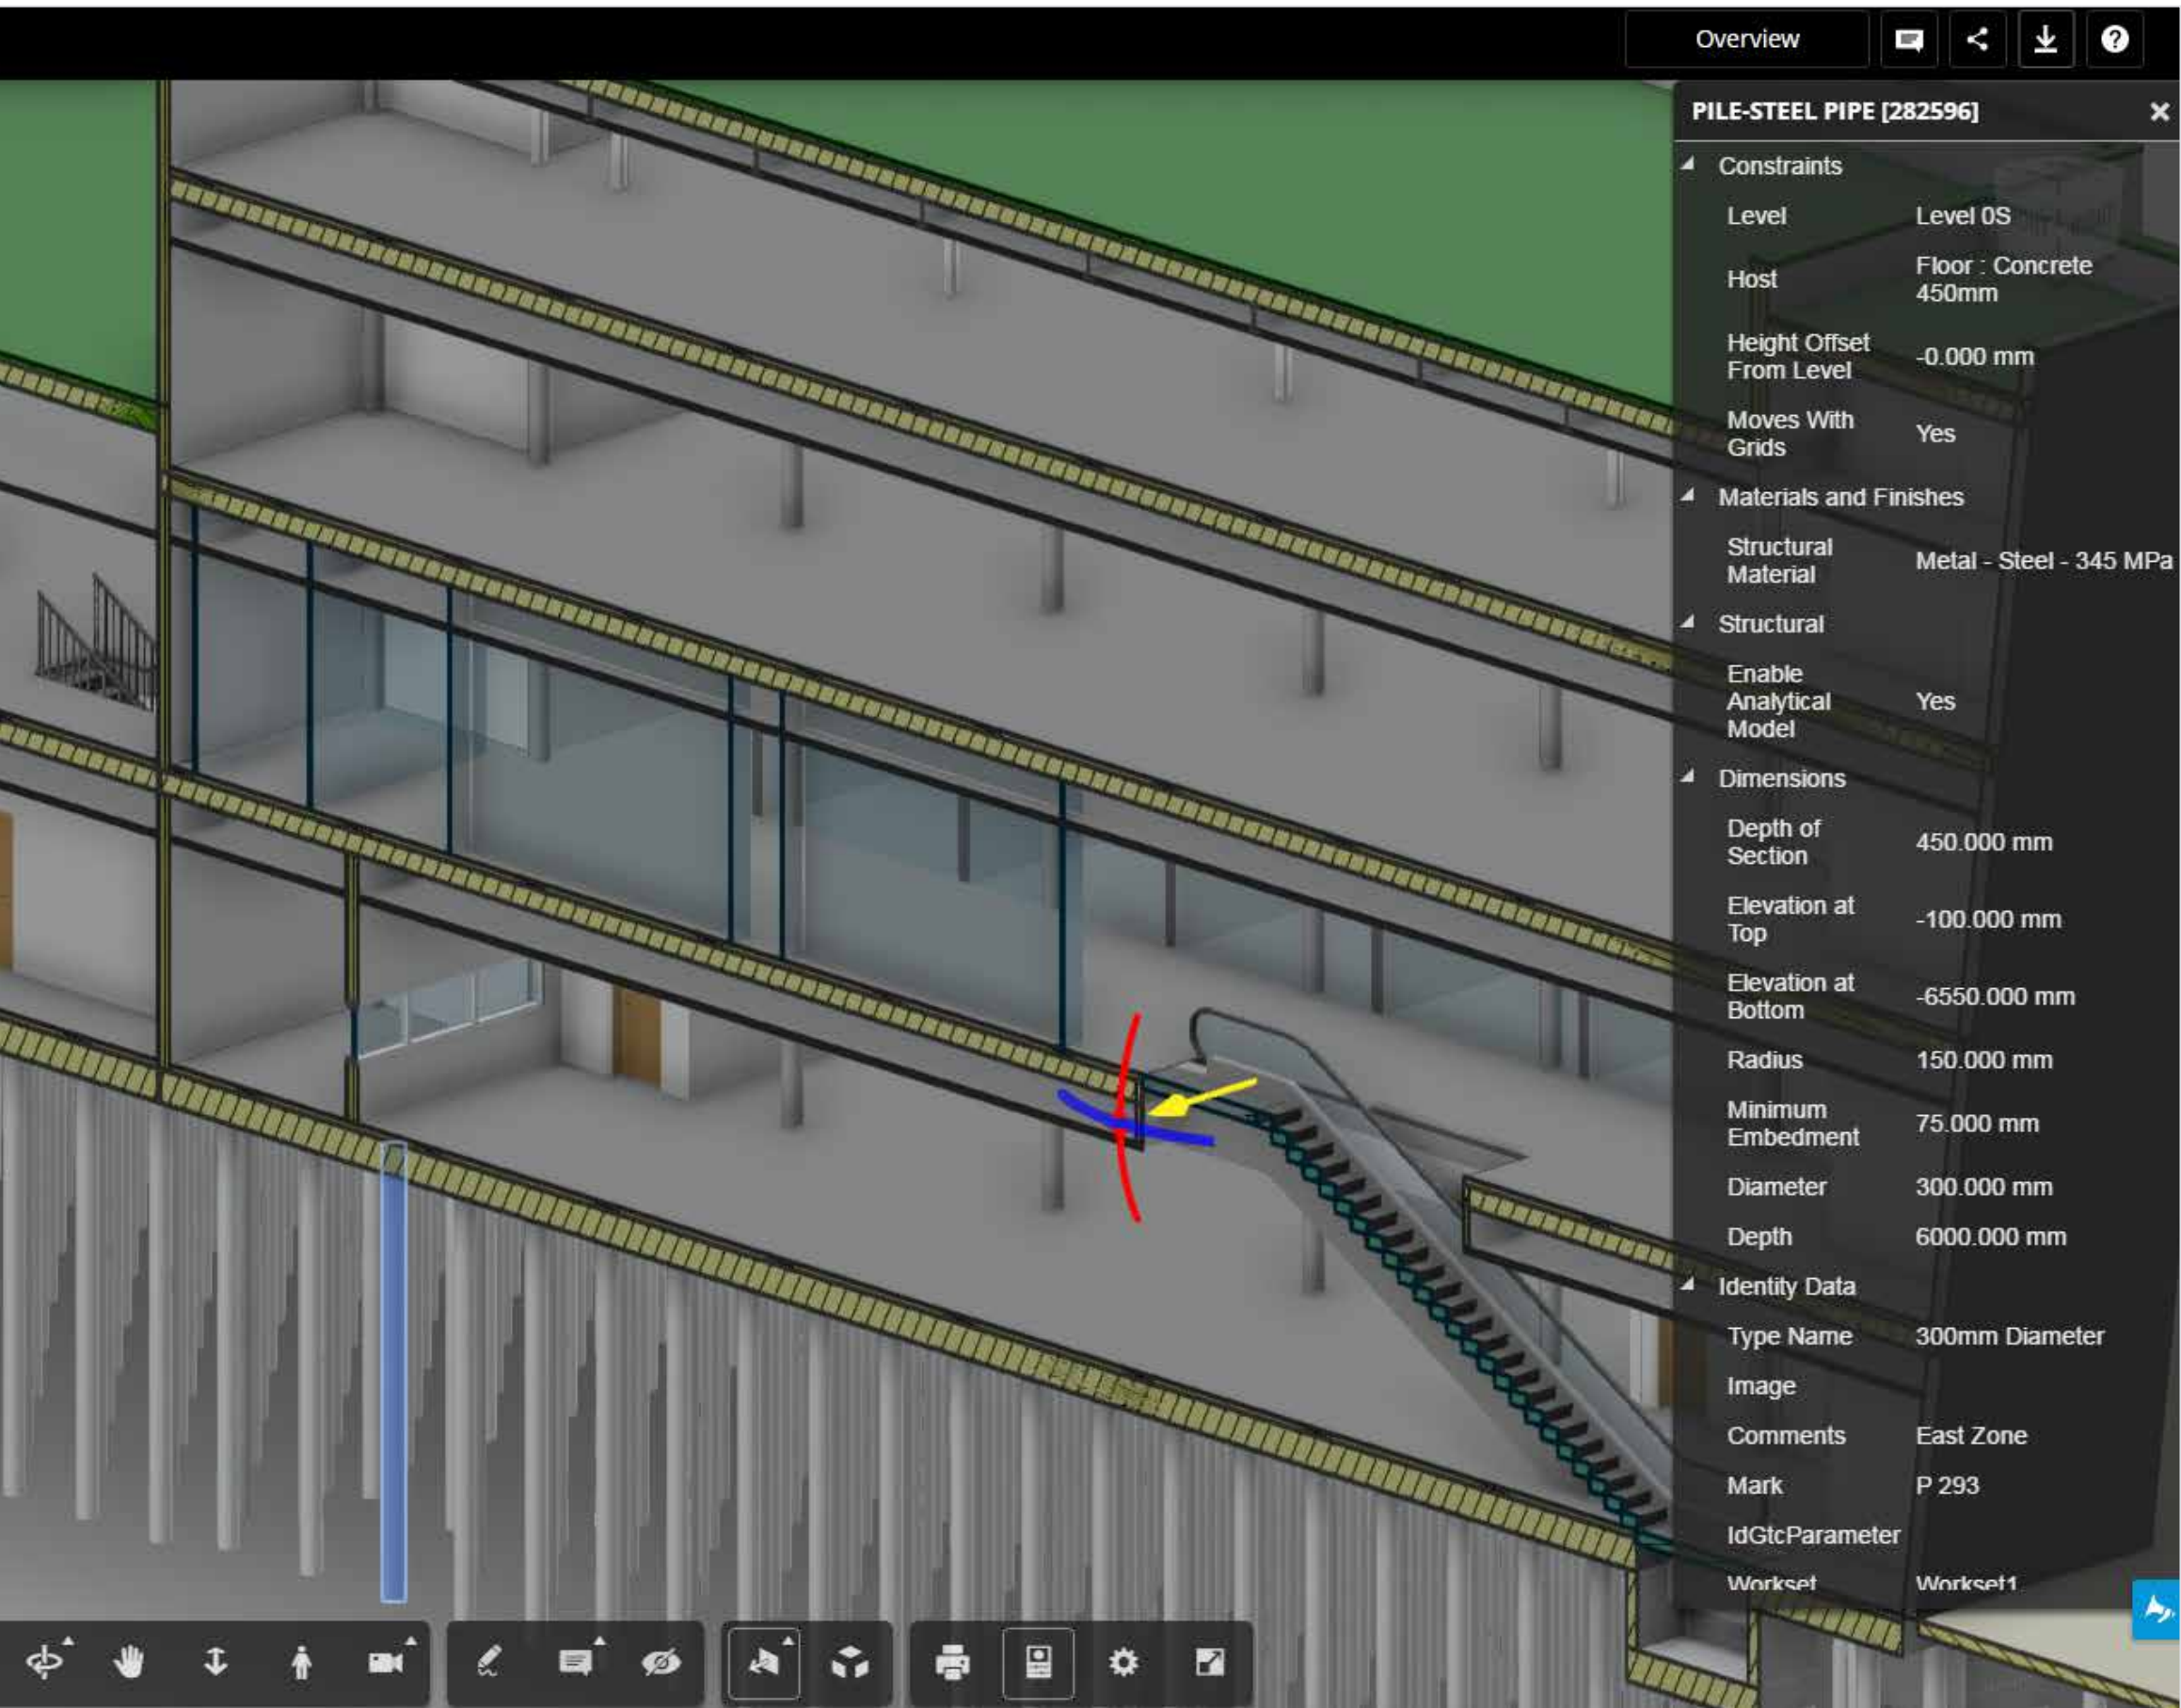 Overview
PILE-STEEL PIPE [282596]
Constraints
Level Level 0S
Host Floor : Concrete
450mm
Height Offset
From Level -0.000 mm
Moves With
Grids Yes
Materials and Finishes
Structural
Material Metal - Steel - 345 MPa
Structural
Enable
Analytical
Model Yes
Dimensions
Depth of
Section 450.000 mm
Elevation at
Top -100.000 mm
Elevation at
Bottom -6550.000 mm
Radius 150.000 mm
Minimum
Embedment 75.000 mm
Diameter 300.000 mm
Depth 6000.000 mm
Identity Data
Type Name 300mm Diameter
Image
Comments East Zone
Mark P 293
IdGtcParameter
Workset Workset1